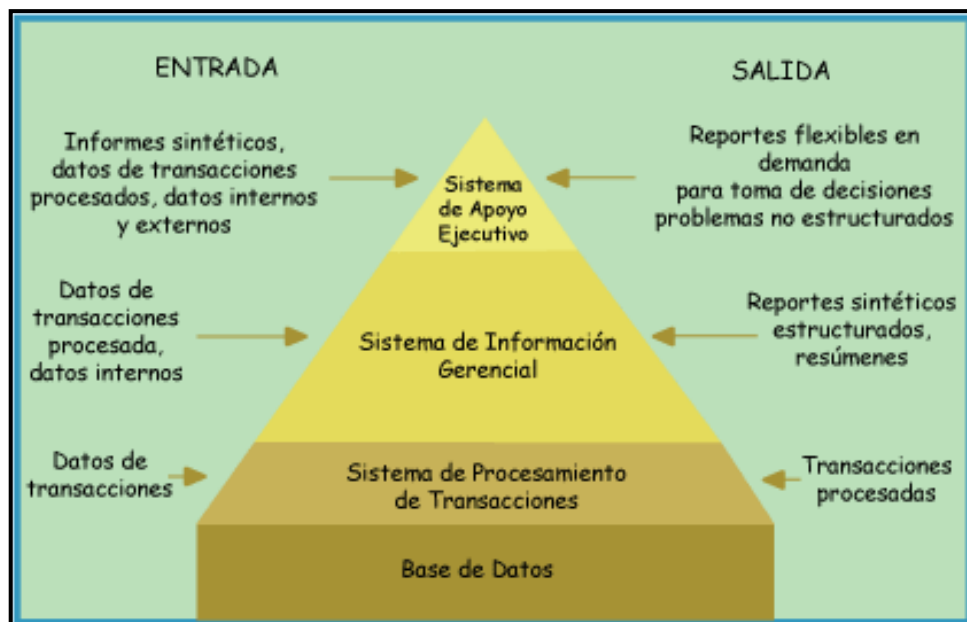 ENTRADA
SALIDA
Informes sintéticos,
datos de transacciones
procesados, datos internos
y externos
Sistema
de Apoyo
Ejecutivo
Reportes flexibles en
demanda
para toma de decisiones
problemas no estructurados
Datos de
transacciones
procesada,
datos internos
Sistema de Información
Gerencial
Reportes sintéticos
estructurados,
resúmenes
Datos de
transacciones
Sistema de Procesamiento
de Transacciones
Transacciones
procesadas
Base de Datos